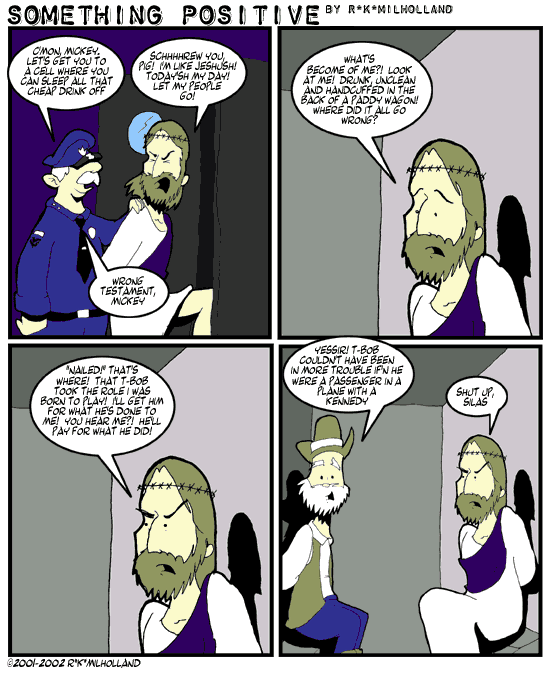 SOMETHING POSITIVE BY R*K*MILHOLLAND
C'MON, MICKEY.
LET'S GET YOU TO
A CELL WHERE YOU
CAN SLEEP ALL THAT
CHEAP DRINK OFF
SCHHHHREW YOU,
PIG! I'M LIKE JESHUSH!
TODAY'SH MY DAY!
LET MY PEOPLE
GO!
WRONG
TESTAMENT,
MICKEY
WHAT'S
BECOME OF ME?! LOOK
AT ME! DRUNK, UNCLEAN
AND HANDCUFFED IN THE
BACK OF A PADDY WAGON!
WHERE DID IT ALL GO
WRONG?
"NAILED!" THAT'S
WHERE! THAT T-BOB
TOOK THE ROLE I WAS
BORN TO PLAY! I'LL GET HIM
FOR WHAT HE'S DONE TO
ME! YOU HEAR ME?! HE'LL
PAY FOR WHAT HE DID!
YESSIR! T-BOB
COULDN'T HAVE BEEN
IN MORE TROUBLE IF'N HE
WERE A PASSENGER IN A
PLANE WITH A
KENNEDY
SHUT UP,
SILAS
©2001-2002 R*K*MILHOLLAND